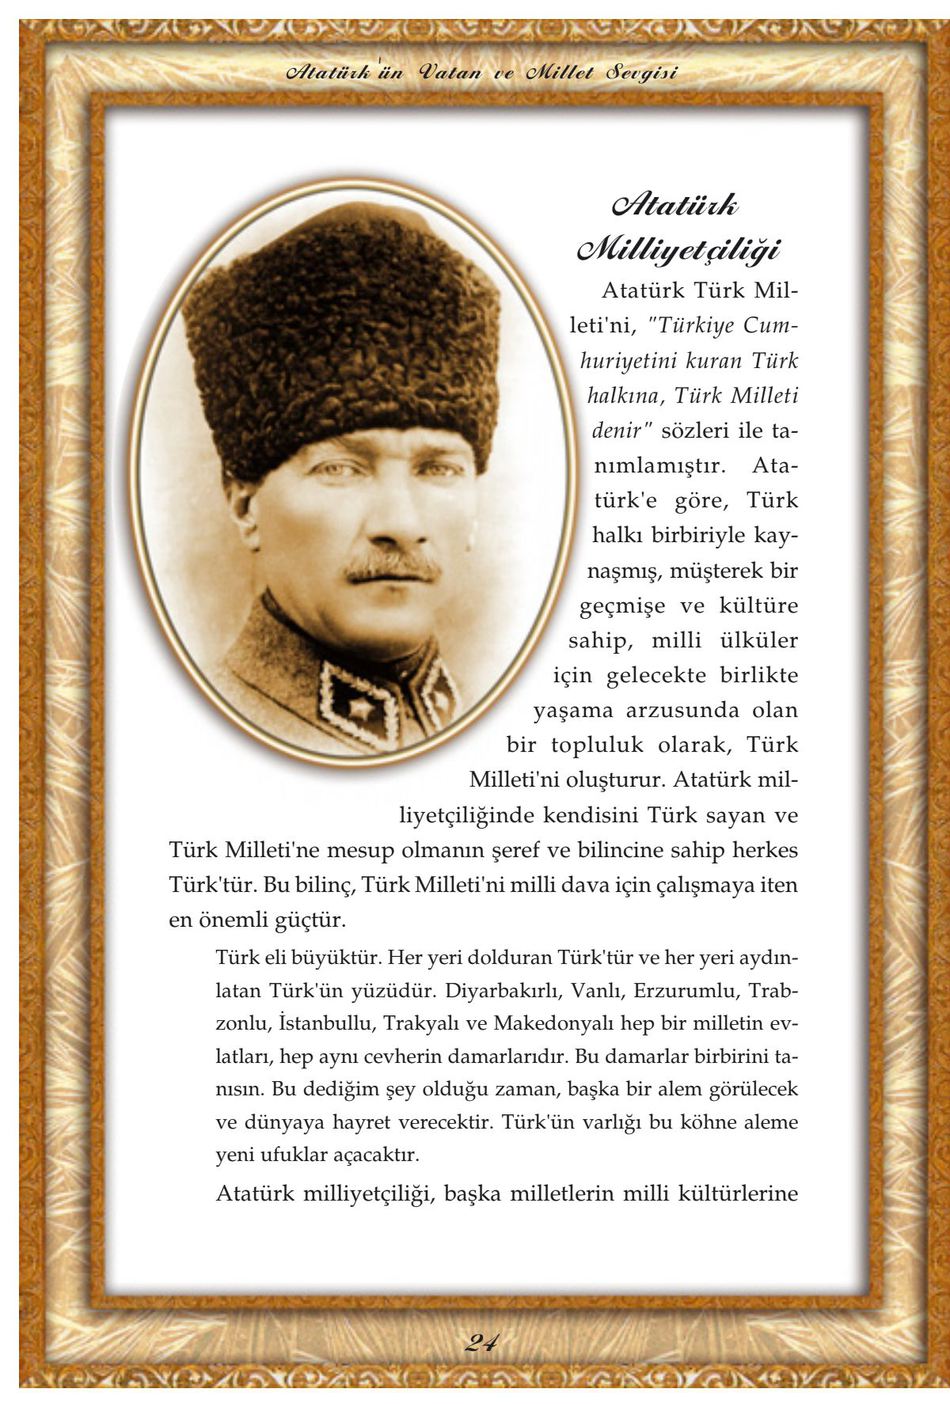 Atatürk'ün Vatan ve Millet Sevgisi
Atatürk
Milliyetçiliği
Atatürk Türk Mil-
leti'ni, "Türkiye Cum-
huriyetini kuran Türk
halkına, Türk Milleti
denir" sözleri ile ta-
nımlamıştır. Ata-
türk'e göre, Türk
halkı birbiriyle kay-
naşmış, müşterek bir
geçmişe ve kültüre
sahip, milli ülküler
için gelecekte birlikte
yaşama arzusunda olan
bir topluluk olarak, Türk
Milleti'ni oluşturur. Atatürk mil-
liyetçiliğinde kendisini Türk sayan ve
Türk Milleti'ne mesup olmanın şeref ve bilincine sahip herkes
Türk'tür. Bu bilinç, Türk Milleti'ni milli dava için çalışmaya iten
en önemli güçtür.
Türk eli büyüktür. Her yeri dolduran Türk'tür ve her yeri aydın-
latan Türk'ün yüzüdür. Diyarbakırlı, Vanlı, Erzurumlu, Trab-
zonlu, İstanbullu, Trakyalı ve Makedonyalı hep bir milletin ev-
latları, hep aynı cevherin damarlarıdır. Bu damarlar birbirini ta-
nısın. Bu dediğim şey olduğu zaman, başka bir alem görülecek
ve dünyaya hayret verecektir. Türk'ün varlığı bu köhne aleme
yeni ufuklar açacaktır.
Atatürk milliyetçiliği, başka milletlerin milli kültürlerine
24